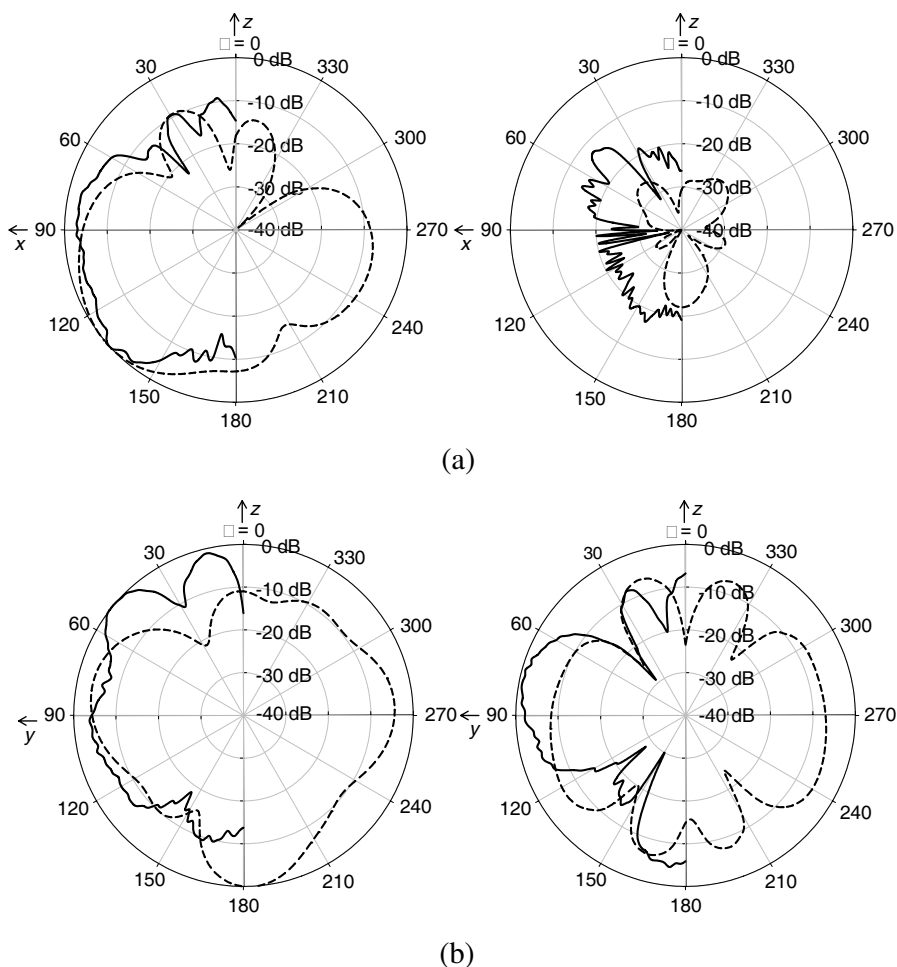 z z
□ = 0 □ = 0
30 0 dB 330 30 0 dB 330
-10 dB -10 dB
60 300 60 300
-20 dB -20 dB
-30 dB -30 dB
x 90 -40 dB 270 x 90 -40 dB 270
120 240 120 240
150 210 150 210
180 180
(a)
z z
□ = 0 □ = 0
30 0 dB 330 30 0 dB 330
-10 dB -10 dB
60 300 60 300
-20 dB -20 dB
-30 dB -30 dB
y 90 -40 dB 270 y 90 -40 dB 270
120 240 120 240
150 210 150 210
180 180
(b)